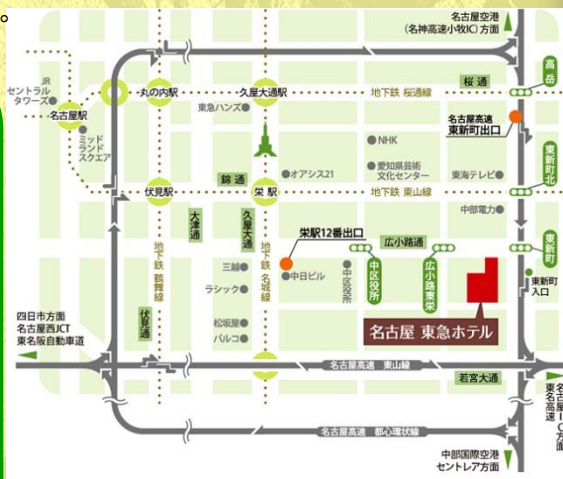 名古屋空港
(名神高速小牧IC)方面
JR
セントラル
タワーズ
名古屋駅
ミッド
ランド
スクエア
丸の内駅
久屋大通駅
東急ハンズ
地下鉄 桜通線
桜 通
高岳
名古屋高速
東新町出口
NHK
愛知県芸術
文化センター
東海テレビ
東新町北
オアシス21
錦 通
伏見駅
栄 駅
地下鉄 東山線
中部電力
大津通
久屋大通
栄駅12番出口
広小路通
東新町
地下鉄 鶴舞線
地下鉄 名城線
三越
中日ビル
中区役所
中区役所
広小路東栄
東新町
入口
ラシック
伏見通
名古屋 東急ホテル
松坂屋
パルコ
四日市方面
名古屋西JCT
東名阪自動車道
名古屋高速 東山線
若宮大通
名古屋IC方面
東名高速
名古屋高速 都心環状線
中部国際空港
セントレア方面